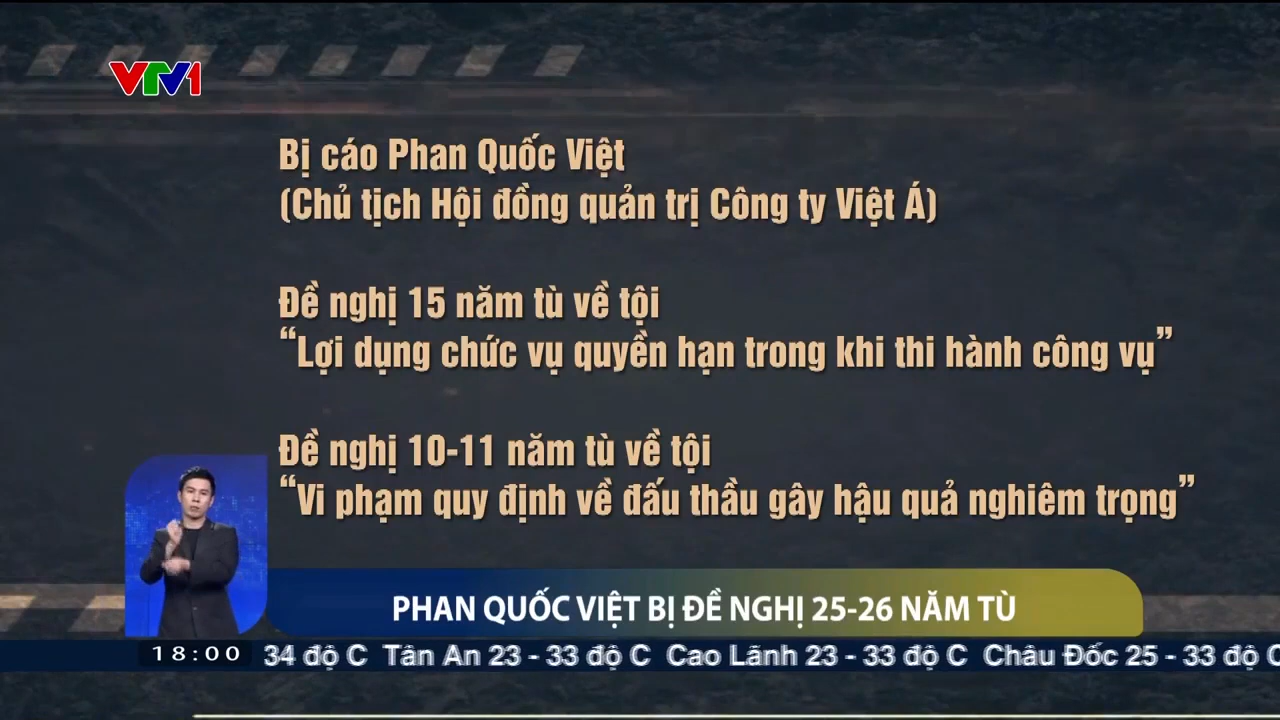 VTV1
Bị cáo Phan Quốc Việt
(Chủ tịch Hội đồng quản trị Công ty Việt Á)
Đề nghị 15 năm tù về tội
“Lợi dụng chức vụ quyền hạn trong khi thi hành công vụ”
Đề nghị 10-11 năm tù về tội
“Vi phạm quy định về đấu thầu gây hậu quả nghiêm trọng”
PHAN QUỐC VIỆT BỊ ĐỀ NGHỊ 25-26 NĂM TÙ
18:00 34 độ C Tân An 23 - 33 độ C Cao Lãnh 23 - 33 độ C Châu Đốc 25 - 33 độ C